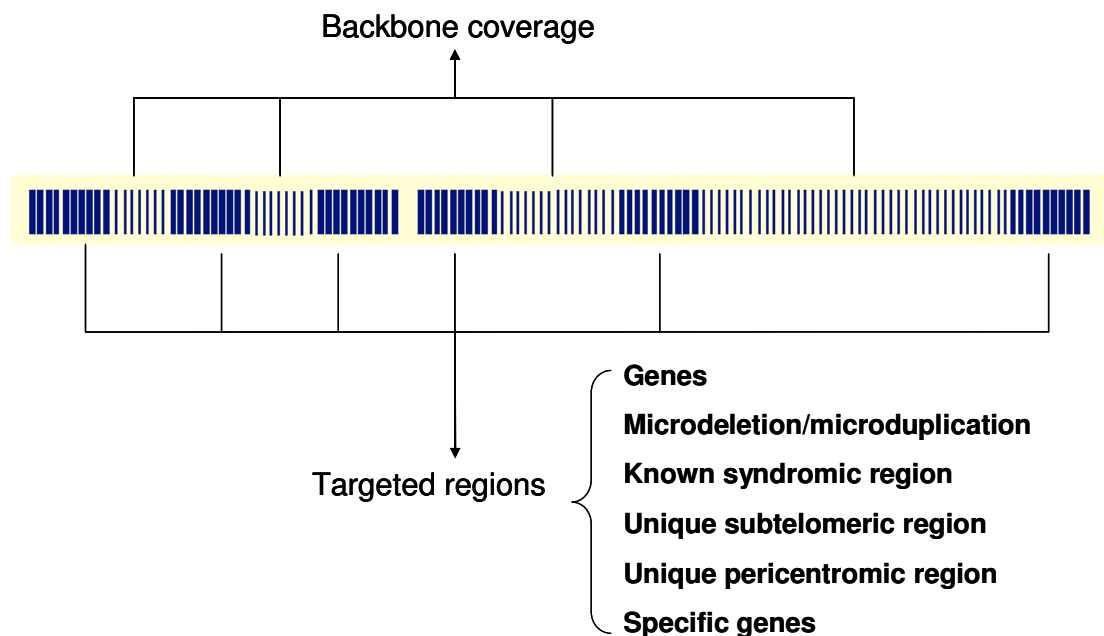 Backbone coverage
Targeted regions
Genes
Microdeletion/microduplication
Known syndromic region
Unique subtelomeric region
Unique pericentromic region
Specific genes